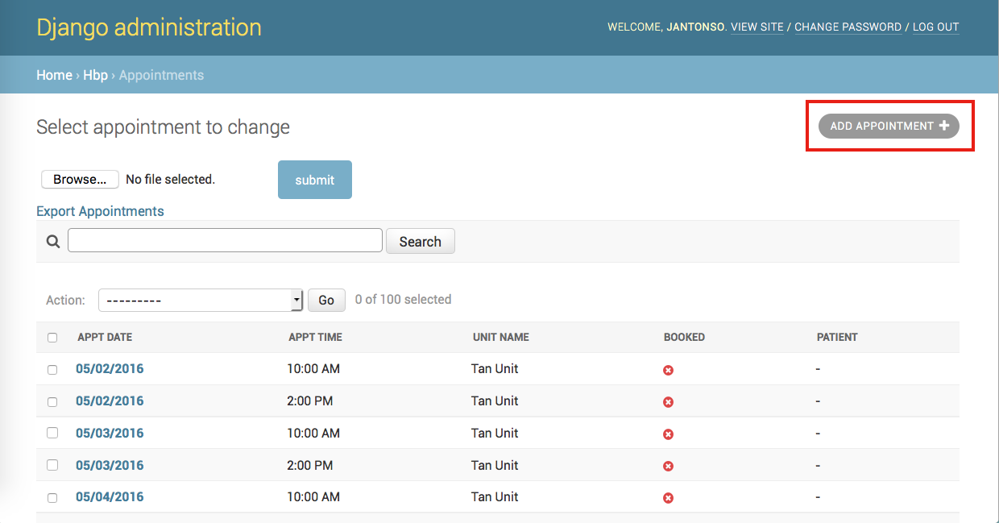 Django administration
WELCOME, JANTONSO. VIEW SITE / CHANGE PASSWORD / LOG OUT
Home › Hbp › Appointments
Select appointment to change
ADD APPOINTMENT +
Browse... No file selected.
submit
Export Appointments
Search
Action: --------- Go 0 of 100 selected
APPT DATE APPT TIME UNIT NAME BOOKED PATIENT
05/02/2016 10:00 AM Tan Unit -
05/02/2016 2:00 PM Tan Unit -
05/03/2016 10:00 AM Tan Unit -
05/03/2016 2:00 PM Tan Unit -
05/04/2016 10:00 AM Tan Unit -